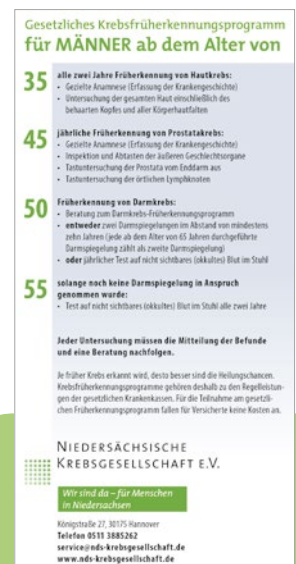 Gesetzliches Krebsfrüherkennungsprogramm
für MÄNNER ab dem Alter von
35 alle zwei Jahre Früherkennung von Hautkrebs:
- Gezielte Anamnese (Erfassung der Krankengeschichte)
- Untersuchung der gesamten Haut einschließlich des
behaarten Kopfes und aller Körperhautfalten
45 jährliche Früherkennung von Prostatakrebs:
- Gezielte Anamnese (Erfassung der Krankengeschichte)
- Inspektion und Abtasten der äußeren Geschlechtsorgane
- Tastuntersuchung der Prostata vom Enddarm aus
- Tastuntersuchung der örtlichen Lymphknoten
50 Früherkennung von Darmkrebs:
- Beratung zum Darmkrebs-Früherkennungsprogramm
- entweder zwei Darmspiegelungen im Abstand von mindestens
zehn Jahren (jede ab dem Alter von 65 Jahren durchgeführte
Darmspiegelung zählt als zweite Darmspiegelung)
- oder jährlicher Test auf nicht sichtbares (okkultes) Blut im Stuhl
55 solange noch keine Darmspiegelung in Anspruch
genommen wurde:
- Test auf nicht sichtbares (okkultes) Blut im Stuhl alle zwei Jahre
Jeder Untersuchung müssen die Mitteilung der Befunde
und eine Beratung nachfolgen.
Je früher Krebs erkannt wird, desto besser sind die Heilungschancen.
Krebsfrüherkennungsprogramme gehören deshalb zu den Regelleistun-
gen der gesetzlichen Krankenkassen. Für die Teilnahme am gesetzli-
chen Früherkennungsprogramm fallen für Versicherte keine Kosten an.
NIEDERSÄCHSISCHE
KREBSGESELLSCHAFT E.V.
Wir sind da – für Menschen
in Niedersachsen
Königstraße 27, 30175 Hannover
Telefon 0511 3885262
service@nds-krebsgesellschaft.de
www.nds-krebsgesellschaft.de